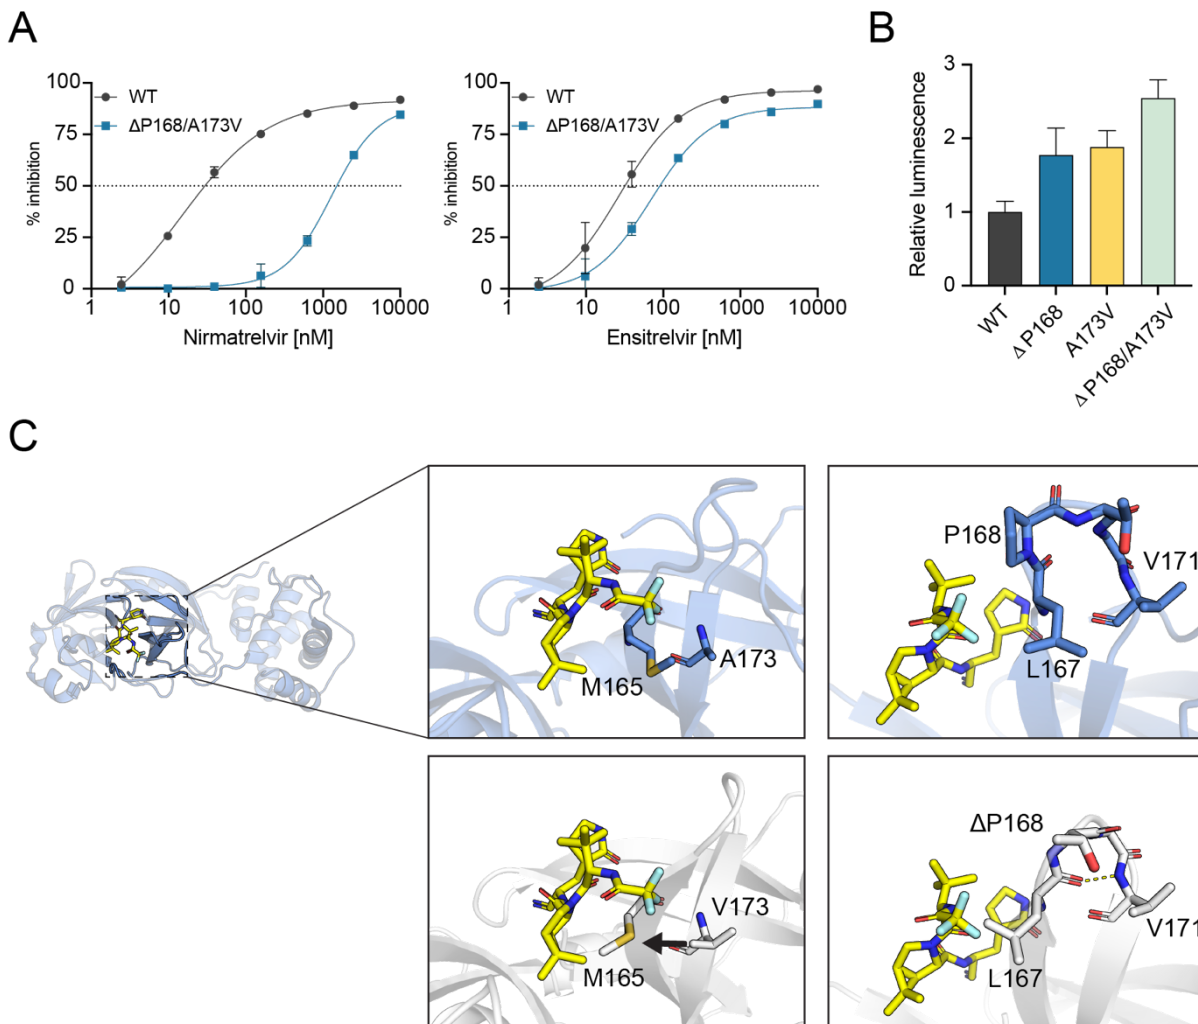 A
100
75
50
25
0
% inhibition
WT
ΔP168/A173V
1
10
100
1000
10000
Nirmatrelvir [nM]
100
75
50
25
0
% inhibition
WT
ΔP168/A173V
1
10
100
1000
10000
Ensitrelvir [nM]
B
3
2
1
0
Relative luminescence
WT
Δ P168
A173V
Δ P168/A173V
C
M165
A173
P168
V171
L167
M165
V173
ΔP168
V171
L167